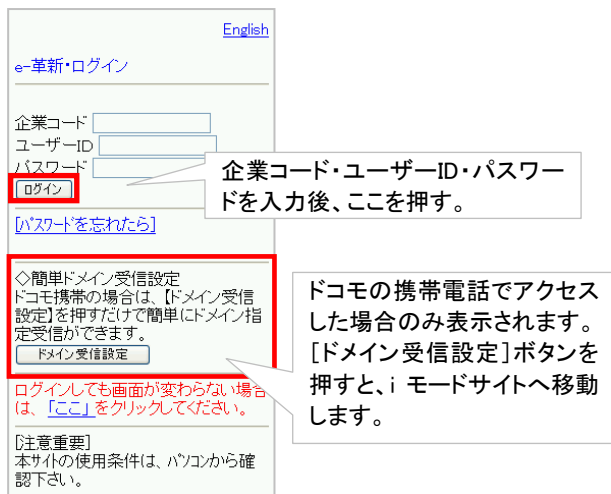 English
e-革新・ログイン
企業コード
ユーザーID
パスワード
ログイン
企業コード・ユーザーID・パスワー
ドを入力後、ここを押す。
[パスワードを忘れたら]
◇簡単ドメイン受信設定
ドコモ携帯の場合は、【ドメイン受信
設定】を押すだけで簡単にドメイン指
定受信ができます。
ドメイン受信設定
ドコモの携帯電話でアクセス
した場合のみ表示されます。
[ドメイン受信設定]ボタンを
押すと、i モードサイトへ移動
します。
ログインしても画面が変わらない場合
は、「ここ」をクリックしてください。
[注意重要]
本サイトの使用条件は、パソコンから確
認下さい。